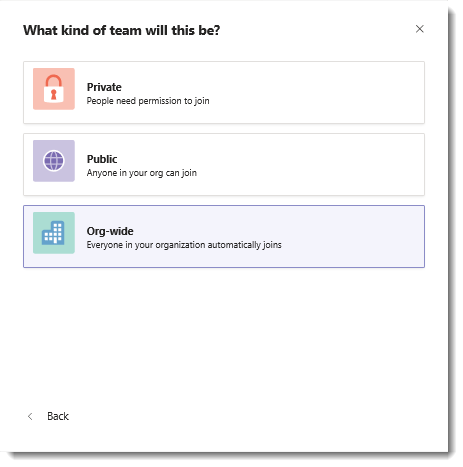 What kind of team will this be?
Private
People need permission to join
Public
Anyone in your org can join
Org-wide
Everyone in your organization automatically joins
Back